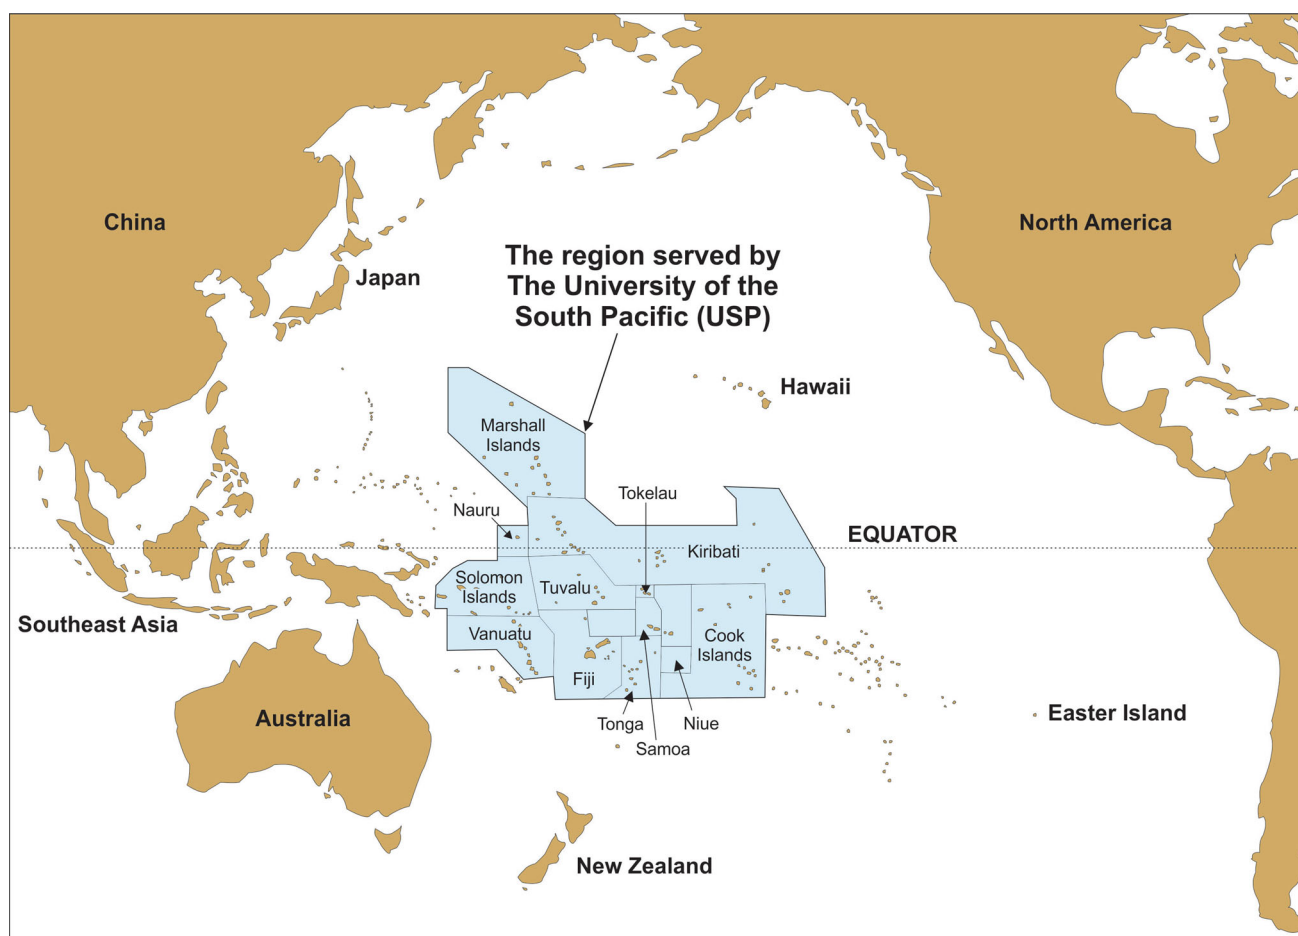 China
North America
The region served by
The University of the
South Pacific (USP)
Japan
Hawaii
Marshall
Islands
Tokelau
Nauru
EQUATOR
Kiribati
Solomon
Islands
Tuvalu
Southeast Asia
Vanuatu
Cook
Islands
Fiji
Australia
Tonga
Niue
Easter Island
Samoa
New Zealand